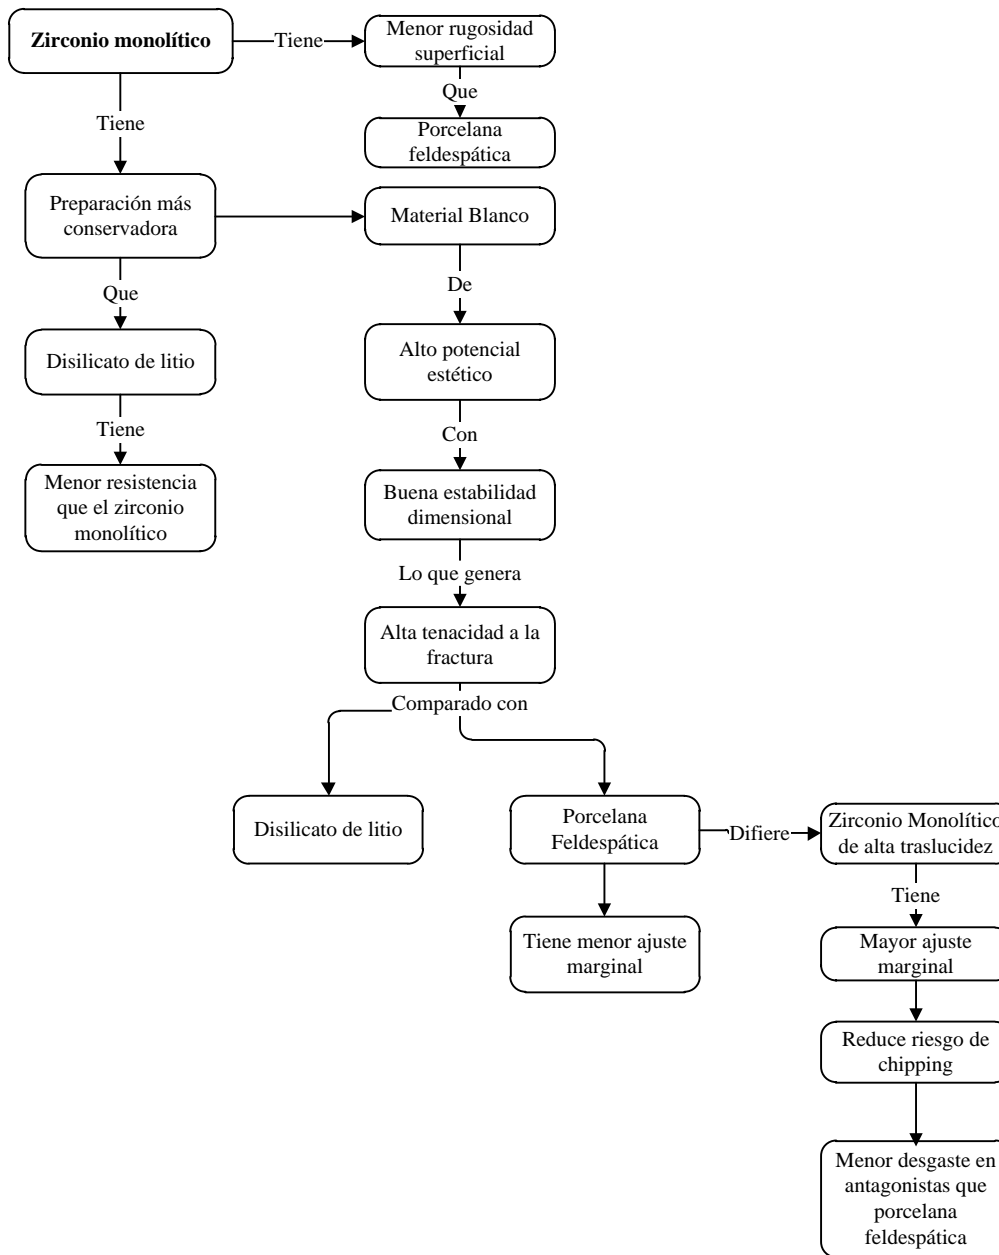 Zirconio monolítico
Tiene
Menor rugosidad
superficial
Que
Porcelana
feldespática
Tiene
Preparación más
conservadora
Material Blanco
Que
De
Disilicato de litio
Alto potencial
estético
Tiene
Con
Menor resistencia
que el zirconio
monolítico
Buena estabilidad
dimensional
Lo que genera
Alta tenacidad a la
fractura
Comparado con
Disilicato de litio
Porcelana
Feldespática
Difiere
Zirconio Monolítico
de alta traslucidez
Tiene
Tiene menor ajuste
marginal
Mayor ajuste
marginal
Reduce riesgo de
chipping
Menor desgaste en
antagonistas que
porcelana
feldespática